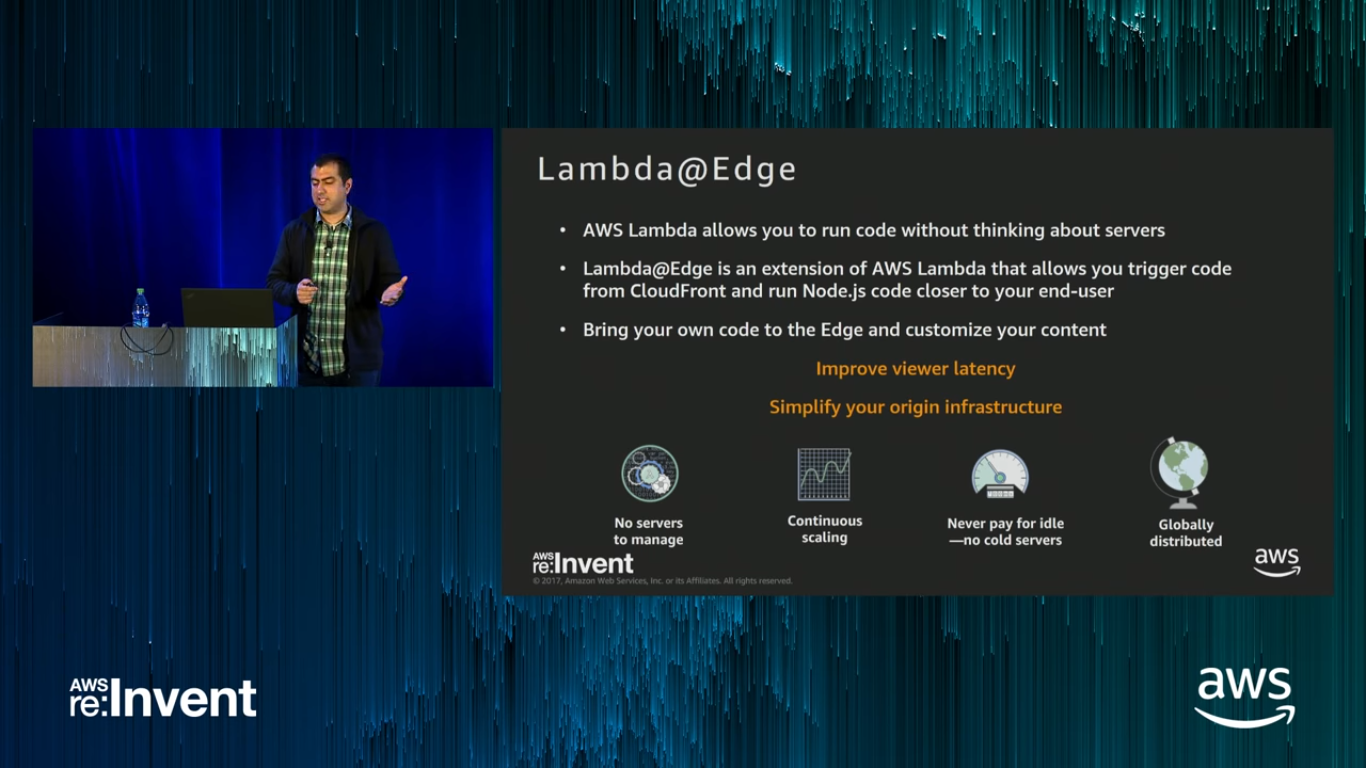 Lambda@Edge
• AWS Lambda allows you to run code without thinking about servers
• Lambda@Edge is an extension of AWS Lambda that allows you trigger code
from CloudFront and run Node.js code closer to your end-user
• Bring your own code to the Edge and customize your content
Improve viewer latency
Simplify your origin infrastructure
No servers
to manage
Continuous
scaling
Never pay for idle
—no cold servers
Globally
distributed
AWS
re:Invent
© 2017, Amazon Web Services, Inc. or its Affiliates. All rights reserved.
aws
AWS
re:Invent
aws